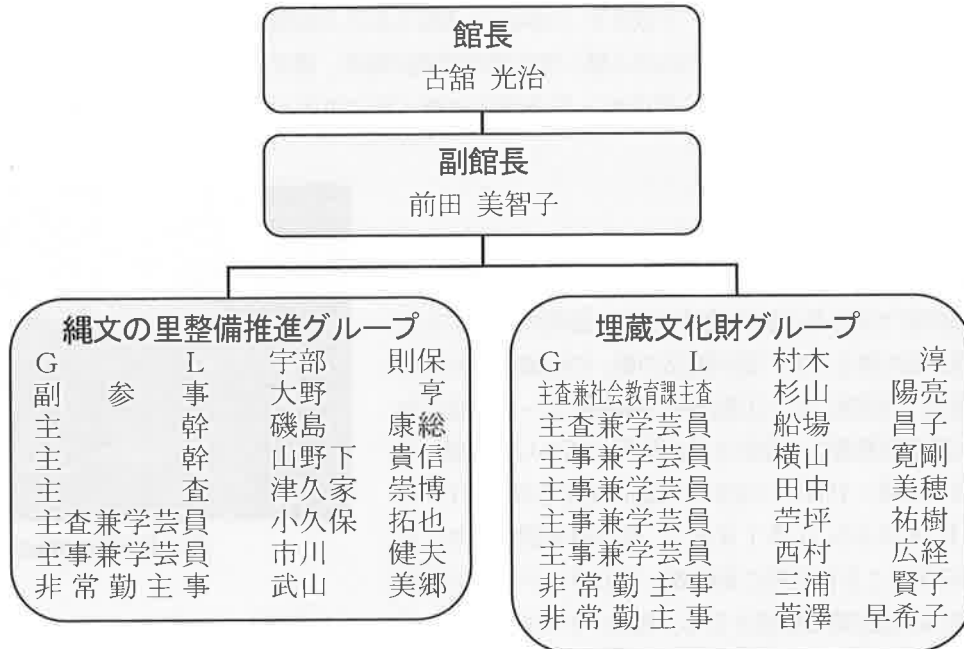 館長
古舘 光治
副館長
前田 美智子
縄文の里整備推進グループ
G L 宇部 則保
副参事 大野 亨
主幹 磯島 康総
主幹 山野下 貴信
主査 津久家 崇博
主査兼学芸員 小久保 拓也
主事兼学芸員 市川 健夫
非常勤主事 武山 美郷
埋蔵文化財グループ
G L 村木 淳
主査兼社会教育課主査 杉山 陽亮
主査兼学芸員 船場 昌子
主事兼学芸員 横山 寛剛
主事兼学芸員 田中 美穂
主事兼学芸員 苧坪 祐樹
主事兼学芸員 西村 広経
非常勤主事 三浦 賢子
非常勤主事 菅澤 早希子